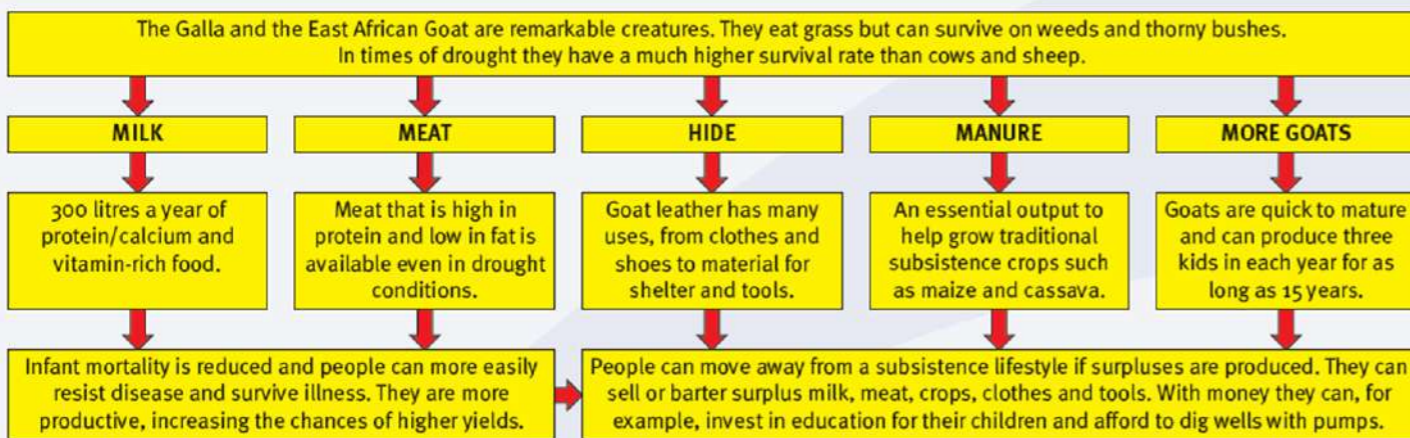 The Galla and the East African Goat are remarkable creatures. They eat grass but can survive on weeds and thorny bushes.
In times of drought they have a much higher survival rate than cows and sheep.
MILK
MEAT
HIDE
MANURE
MORE GOATS
300 litres a year of
protein/calcium and
vitamin-rich food.
Meat that is high in
protein and low in fat is
available even in drought
conditions.
Goat leather has many
uses, from clothes and
shoes to material for
shelter and tools.
An essential output to
help grow traditional
subsistence crops such
as maize and cassava.
Goats are quick to mature
and can produce three
kids in each year for as
long as 15 years.
Infant mortality is reduced and people can more easily
resist disease and survive illness. They are more
productive, increasing the chances of higher yields.
People can move away from a subsistence lifestyle if surpluses are produced. They can
sell or barter surplus milk, meat, crops, clothes and tools. With money they can, for
example, invest in education for their children and afford to dig wells with pumps.